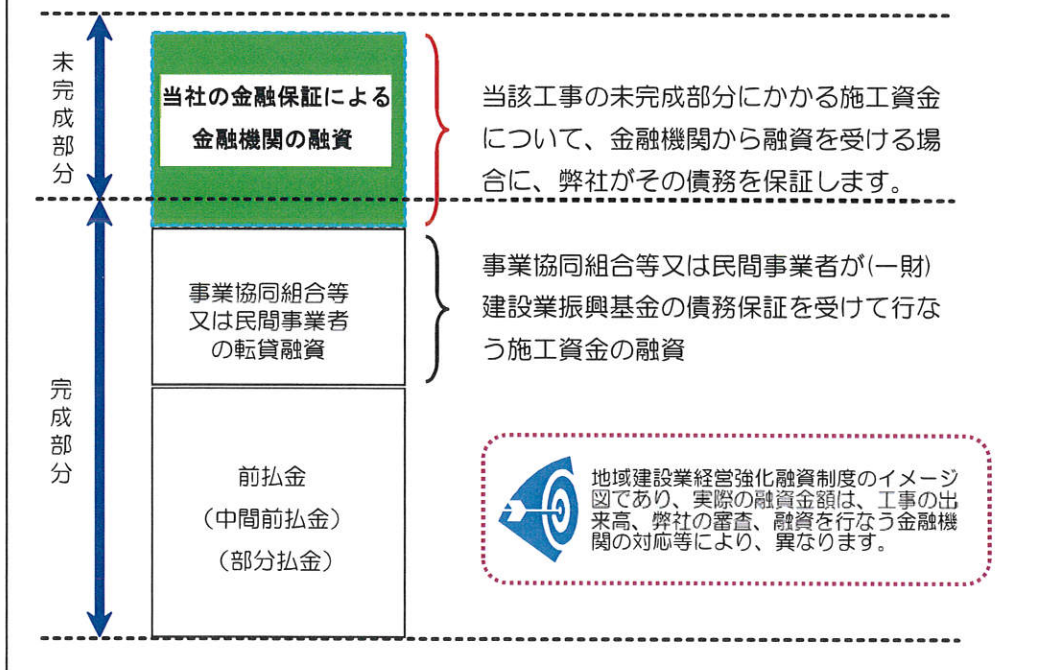 未完成部分
当社の金融保証による
金融機関の融資
当該工事の未完成部分にかかる施工資金
について、金融機関から融資を受ける場
合に、弊社がその債務を保証します。
完成部分
事業協同組合等
又は民間事業者
の転貸融資
事業協同組合等又は民間事業者が(一財)
建設業振興基金の債務保証を受けて行な
う施工資金の融資
前払金
（中間前払金）
（部分払金）
地域建設業経営強化融資制度のイメージ
図であり、実際の融資金額は、工事の出
来高、弊社の審査、融資を行なう金融機
関の対応等により、異なります。